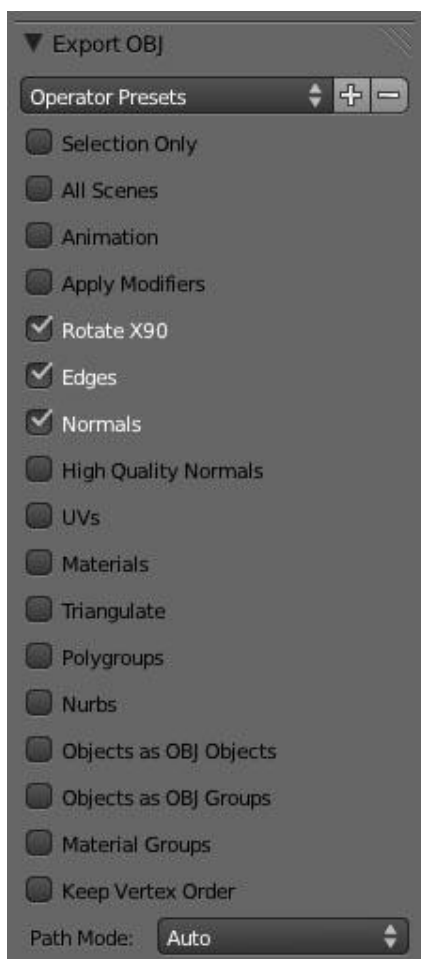 Export OBJ
Operator Presets
Selection Only
All Scenes
Animation
Apply Modifiers
Rotate X90
Edges
Normals
High Quality Normals
UVs
Materials
Triangulate
Polygroups
Nurbs
Objects as OBJ Objects
Objects as OBJ Groups
Material Groups
Keep Vertex Order
Path Mode: Auto